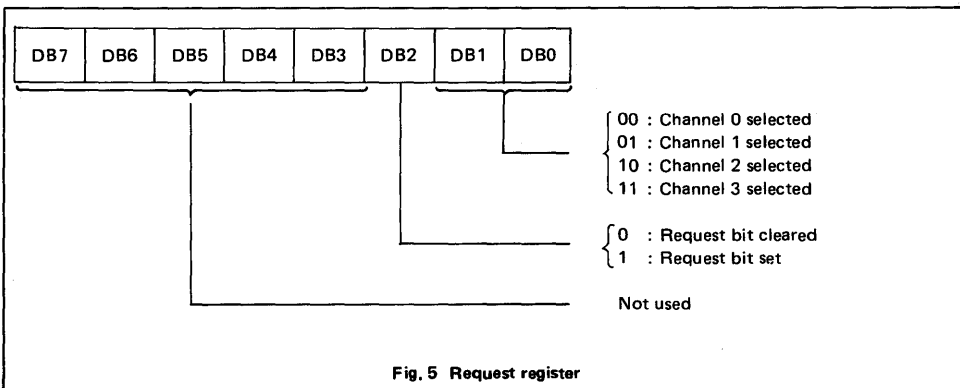 DB7 DB6 DB5 DB4 DB3 DB2 DB1 DB0
00 : Channel 0 selected
01 : Channel 1 selected
10 : Channel 2 selected
11 : Channel 3 selected
0 : Request bit cleared
1 : Request bit set
Not used
Fig. 5 Request register